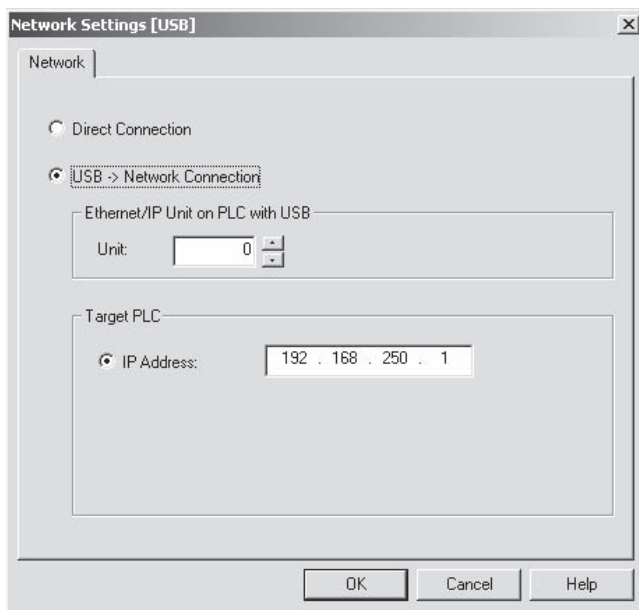 Network Settings [USB]
Network
Direct Connection
USB -> Network Connection
Ethernet/IP Unit on PLC with USB
Unit: 0
Target PLC
IP Address: 192 . 168 . 250 . 1
OK Cancel Help